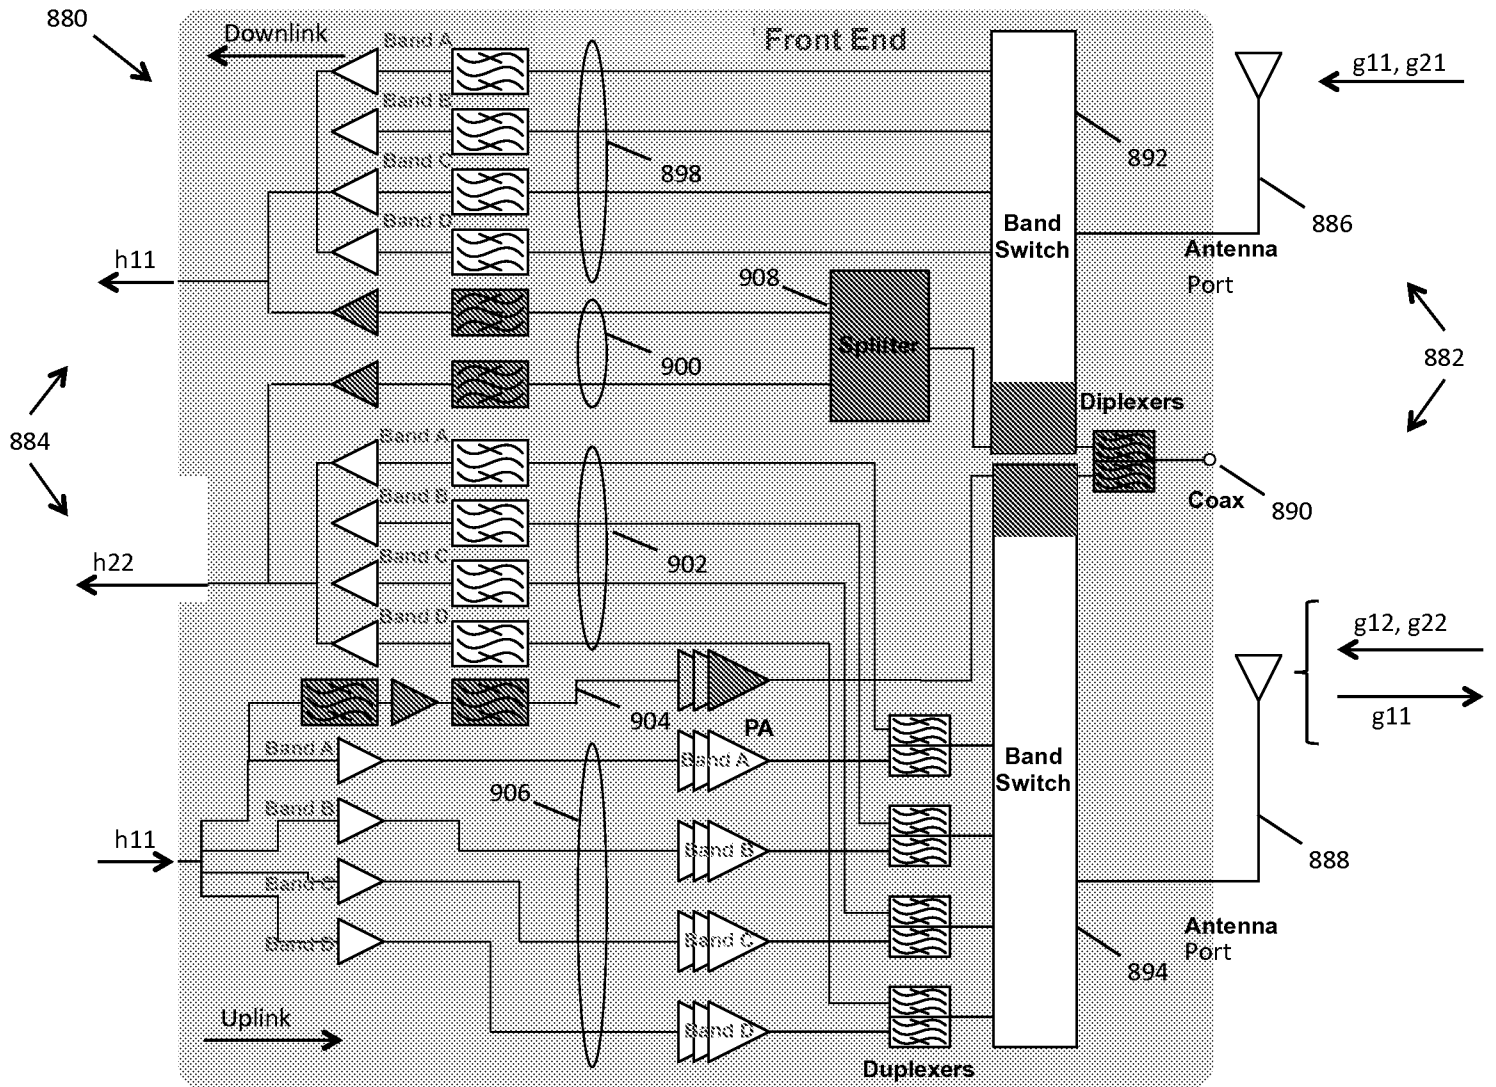 880
Downlink
Front End
g11, g21
Band A
Band B
Band C
Band D
898
892
886
Band
Switch
Antenna
Port
h11
908
Splitter
900
882
Diplexers
884
Band A
Band B
Band C
Band D
Coax
890
h22
902
g12, g22
g11
904
PA
Band A
Band B
Band C
Band D
906
Band A
Band B
Band C
Band D
Band
Switch
h11
888
Antenna
Port
894
Uplink
Duplexers